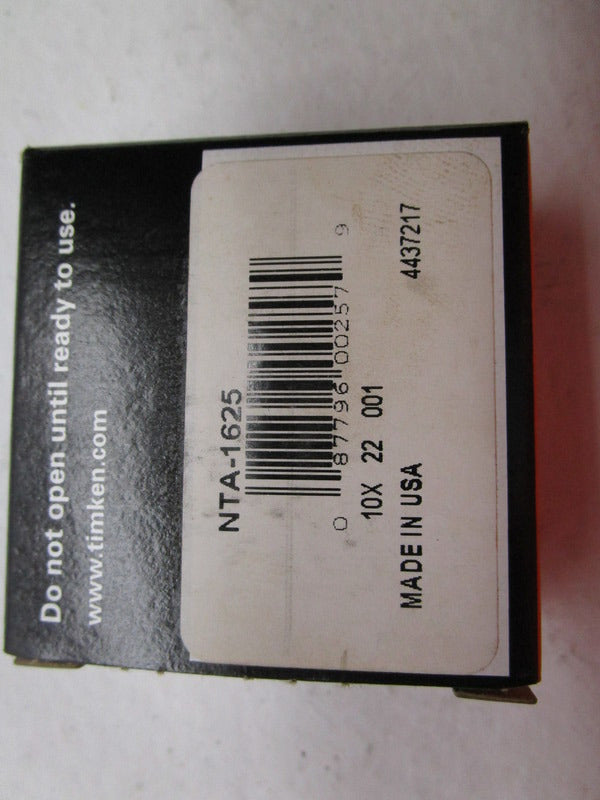 Do not open until ready to use.
www.timken.com
NTA-1625
0 87796 00257 9
10X 22 001
MADE IN USA 4437217